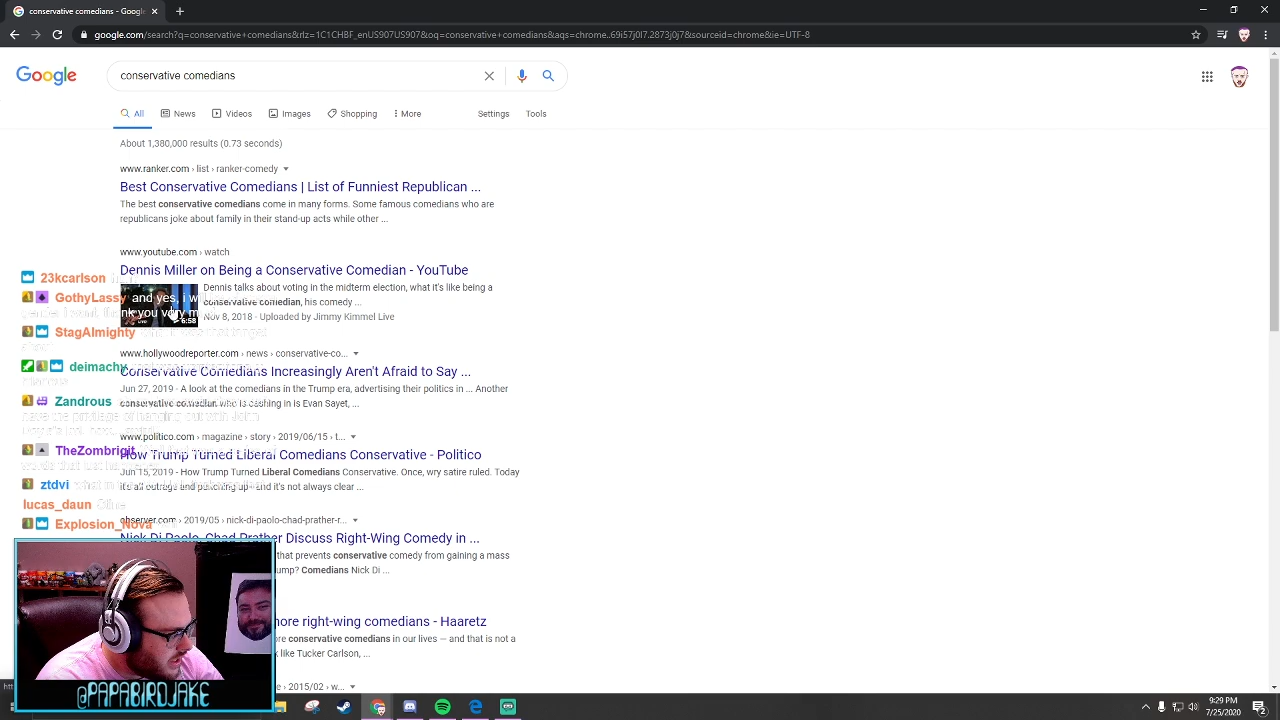 conservative comedians - Google
google.com/search?q=conservative+comedians&rlz=1C1CHBF_enUS907US907&oq=conservative+comedians&aqs=chrome..69i57j0l7.2873j0j7&sourceid=chrome&ie=UTF-8
Google
conservative comedians
All News Videos Images Shopping More Settings Tools
About 1,380,000 results (0.73 seconds)
www.ranker.com › list › ranker-comedy
Best Conservative Comedians | List of Funniest Republican ...
The best conservative comedians come in many forms. Some famous comedians who are
republicans joke about family in their stand-up acts while other ...
www.youtube.com › watch
Dennis Miller on Being a Conservative Comedian - YouTube
Dennis talks about voting in the midterm election, what it's like being a
conservative comedian, his comedy ...
6:58
Nov 8, 2018 - Uploaded by Jimmy Kimmel Live
www.hollywoodreporter.com › news › conservative-co...
Conservative Comedians Increasingly Aren't Afraid to Say ...
Jun 27, 2019 - A look at the comedians in the Trump era, advertising their politics in ... Another
conservative comedian who is cashing in is Evan Sayet, ...
www.politico.com › magazine › story › 2019/06/15 › t...
How Trump Turned Liberal Comedians Conservative - Politico
Jun 15, 2019 - How Trump Turned Liberal Comedians Conservative. Once, wry satire ruled. Today
it's all outrage and punching up—and it's not always clear ...
observer.com › 2019/05 › nick-di-paolo-chad-prather-r...
Nick Di Paolo, Chad Prather Discuss Right-Wing Comedy in ...
that prevents conservative comedy from gaining a mass
Comedians Nick Di ...
more right-wing comedians - Haaretz
conservative comedians in our lives — and that is not a
like Tucker Carlson, ...
› 2015/02 › w...
23kcarlson
GothyLassy and yes, i
thank you very
StagAlmighty
deimachy
Zandrous
TheZombrigit
ztdvi
lucas_daun
Explosion_Nova
@PAPABIRDJAKE
9:29 PM
7/25/2020